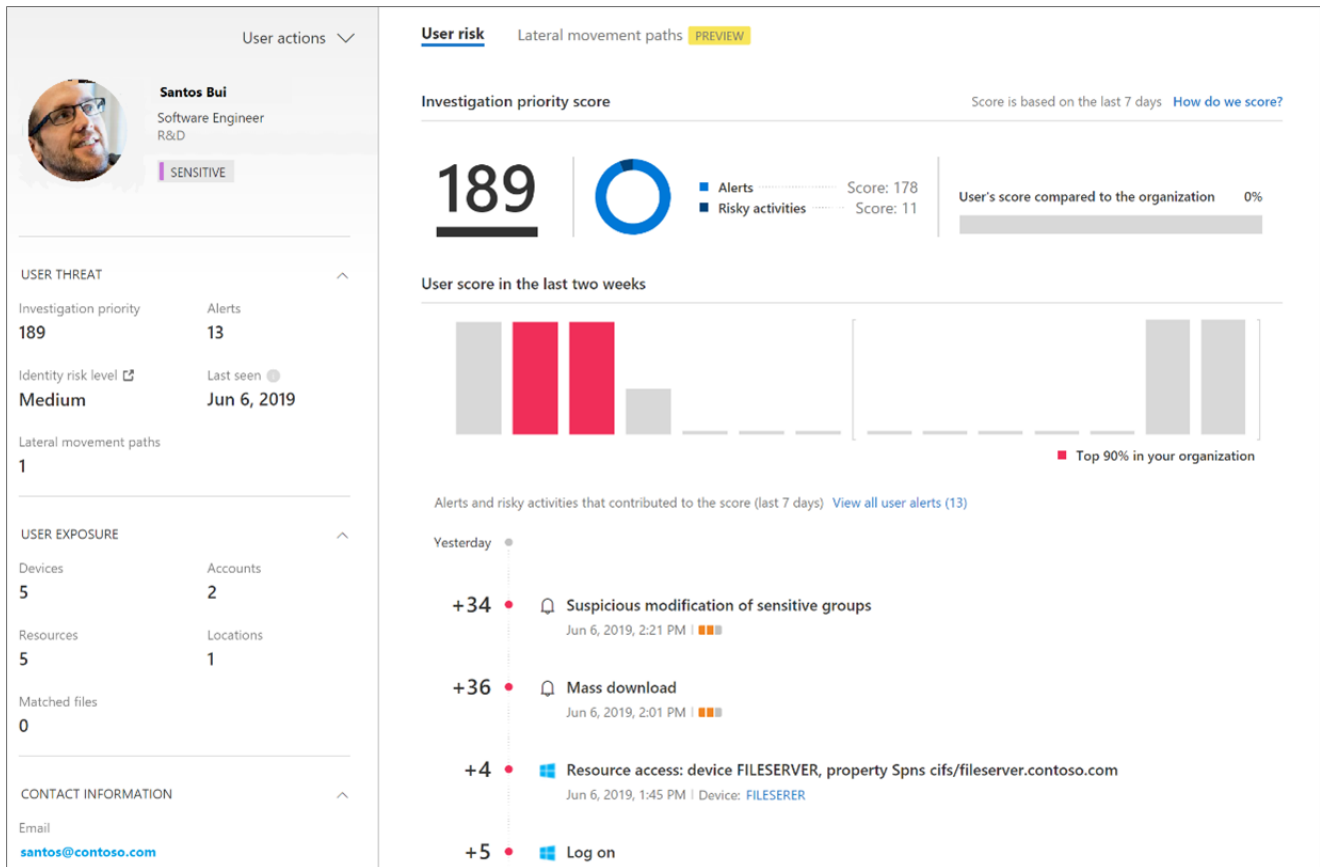 User actions
Santos Bui
Software Engineer
R&D
SENSITIVE
USER THREAT
Investigation priority Alerts
189 13
Identity risk level Last seen
Medium Jun 6, 2019
Lateral movement paths
1
USER EXPOSURE
Devices Accounts
5 2
Resources Locations
5 1
Matched files
0
CONTACT INFORMATION
Email
santos@contoso.com
User risk Lateral movement paths PREVIEW
Investigation priority score Score is based on the last 7 days How do we score?
189
Alerts Score: 178
Risky activities Score: 11
User's score compared to the organization 0%
User score in the last two weeks
Top 90% in your organization
Alerts and risky activities that contributed to the score (last 7 days) View all user alerts (13)
Yesterday
+34 Suspicious modification of sensitive groups
Jun 6, 2019, 2:21 PM |
+36 Mass download
Jun 6, 2019, 2:01 PM |
+4 Resource access: device FILESERVER, property Spns cifs/fileserver.contoso.com
Jun 6, 2019, 1:45 PM | Device: FILESERER
+5 Log on